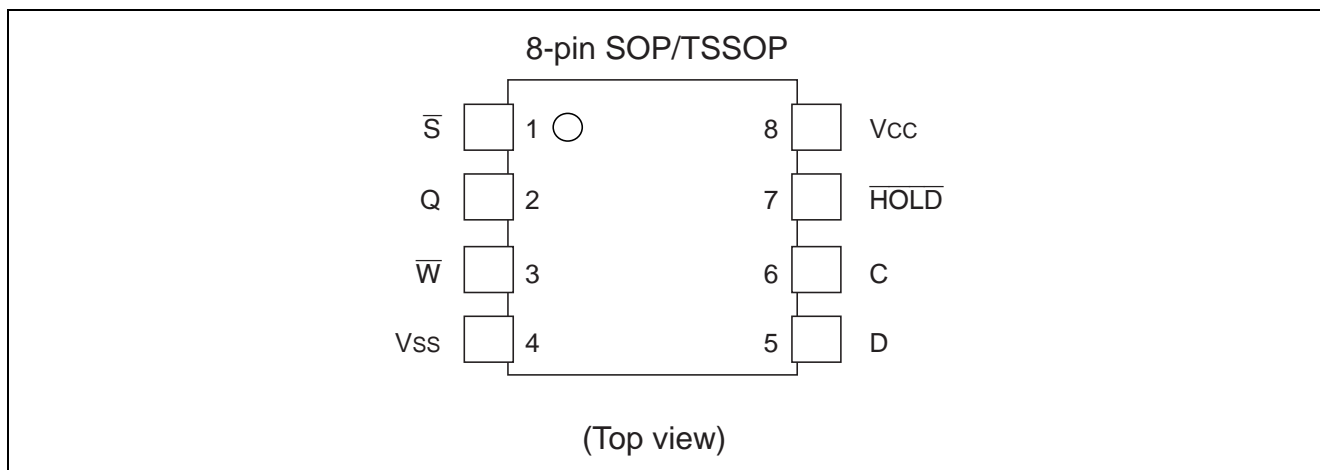 8-pin SOP/TSSOP
S̅ 1 8 VCC
Q 2 7 H̅O̅L̅D̅
W̅ 3 6 C
VSS 4 5 D
(Top view)